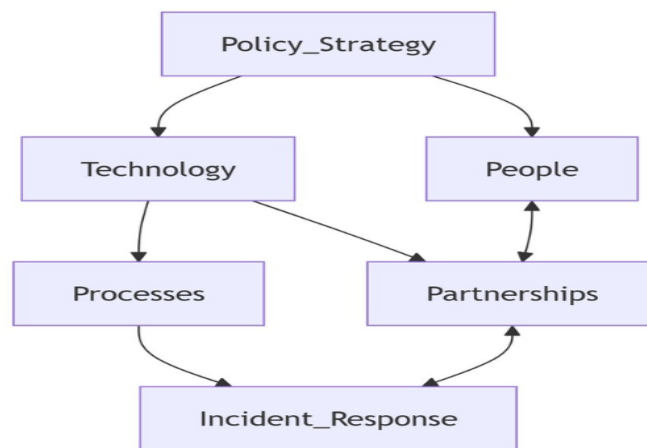 Policy_Strategy
Technology
People
Processes
Partnerships
Incident_Response